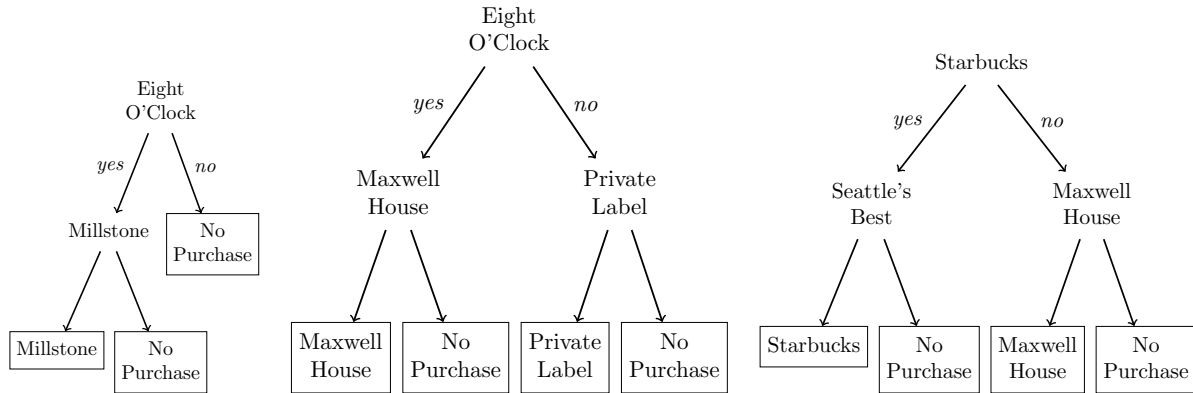 Eight
O'Clock
yes
no
Millstone
No
Purchase
Millstone
No
Purchase
Eight
O'Clock
yes
no
Maxwell
House
Private
Label
Maxwell
House
No
Purchase
Private
Label
No
Purchase
Starbucks
yes
no
Seattle's
Best
Maxwell
House
Starbucks
No
Purchase
Maxwell
House
No
Purchase